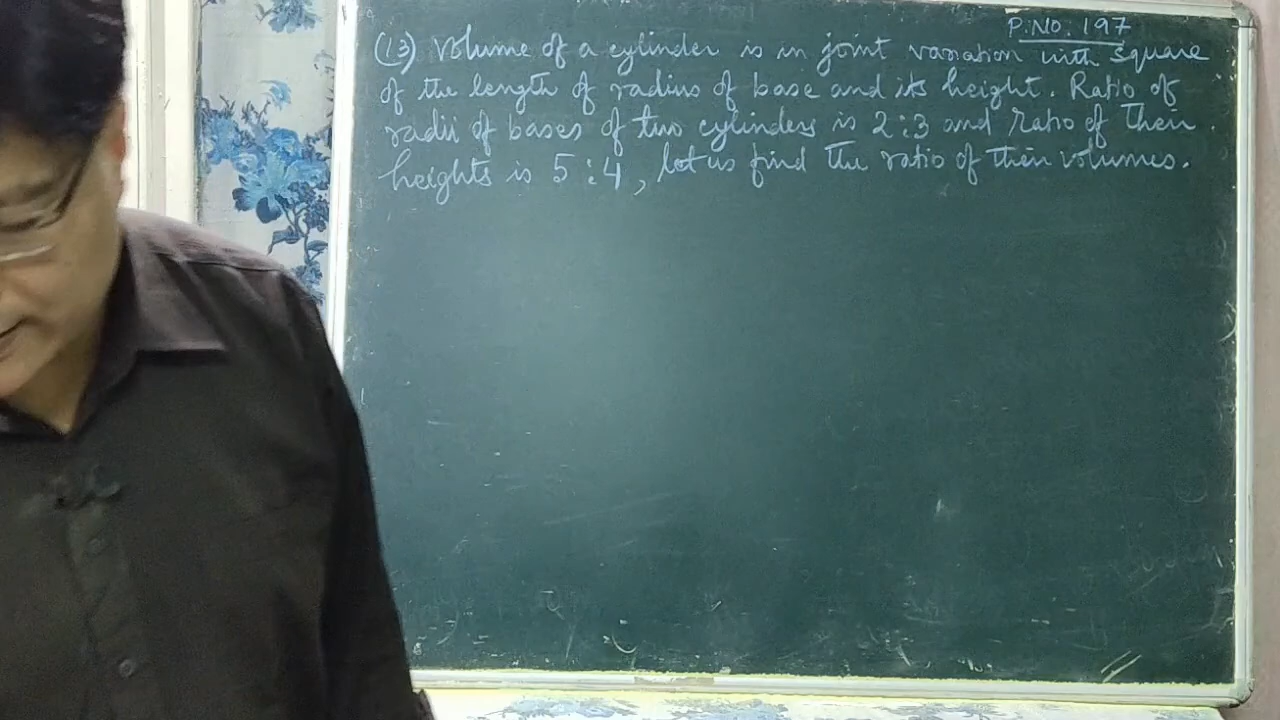 P.NO. 197
(13) Volume of a cylinder is in joint variation with square
of the length of radius of base and its height. Ratio of
radii of bases of two cylinders is 2:3 and ratio of their
heights is 5:4, let us find the ratio of their volumes.